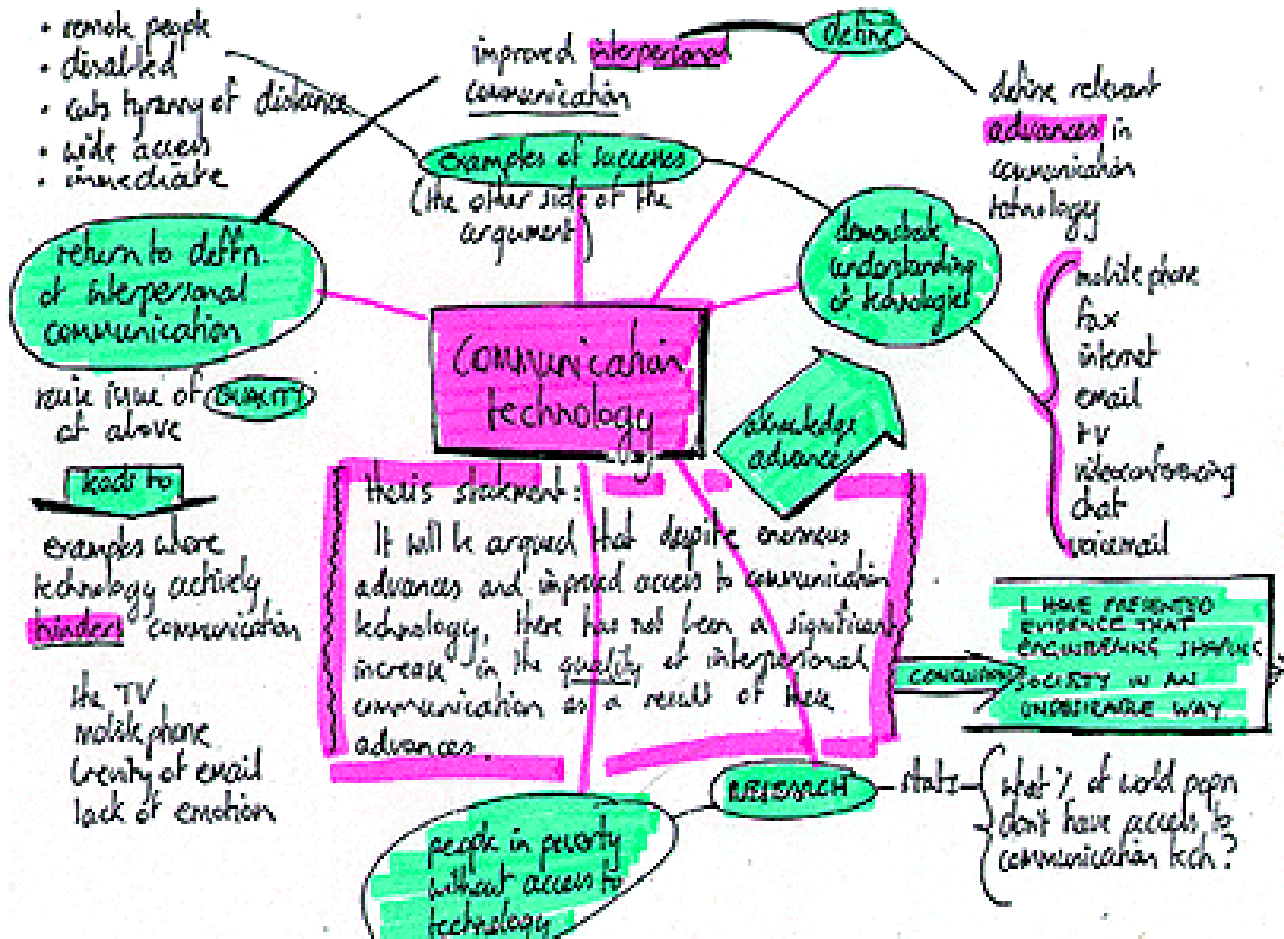 • remote people
• disabled
• cuts tyranny of distance
• wide access
• immediate
improved interpersonal
communication
define
define relevant
advances in
communication
technology
examples of success
(the other side of the
argument)
demonstrate
understanding
of technologies
mobile phone
fax
internet
email
TV
videoconferencing
chat
voicemail
return to deffn.
of interpersonal
communication
raise issue of QUALITY
of above
leads to
examples where
technology actively
hinders communication
the TV
mobile phone
brevity of email
lack of emotion
Communication
technology
advances
thesis statement:
It will be argued that despite enormous
advances and improved access to communication
technology, there has not been a significant
increase in the quality of interpersonal
communication as a result of these
advances.
I HAVE PRESENTED
EVIDENCE THAT
ENGINEERING SHAPING
SOCIETY IN AN
UNDESIRABLE WAY
RESEARCH
stats
what % of world popn
don't have access to
communication tech?
people in poverty
without access to
technology